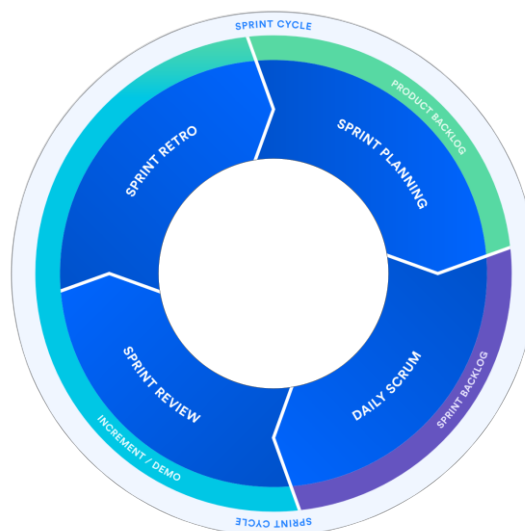 SPRINT CYCLE
PRODUCT BACKLOG
SPRINT PLANNING
SPRINT RETRO
DAILY SCRUM
SPRINT BACKLOG
SPRINT REVIEW
INCREMENT / DEMO
SPRINT CYCLE